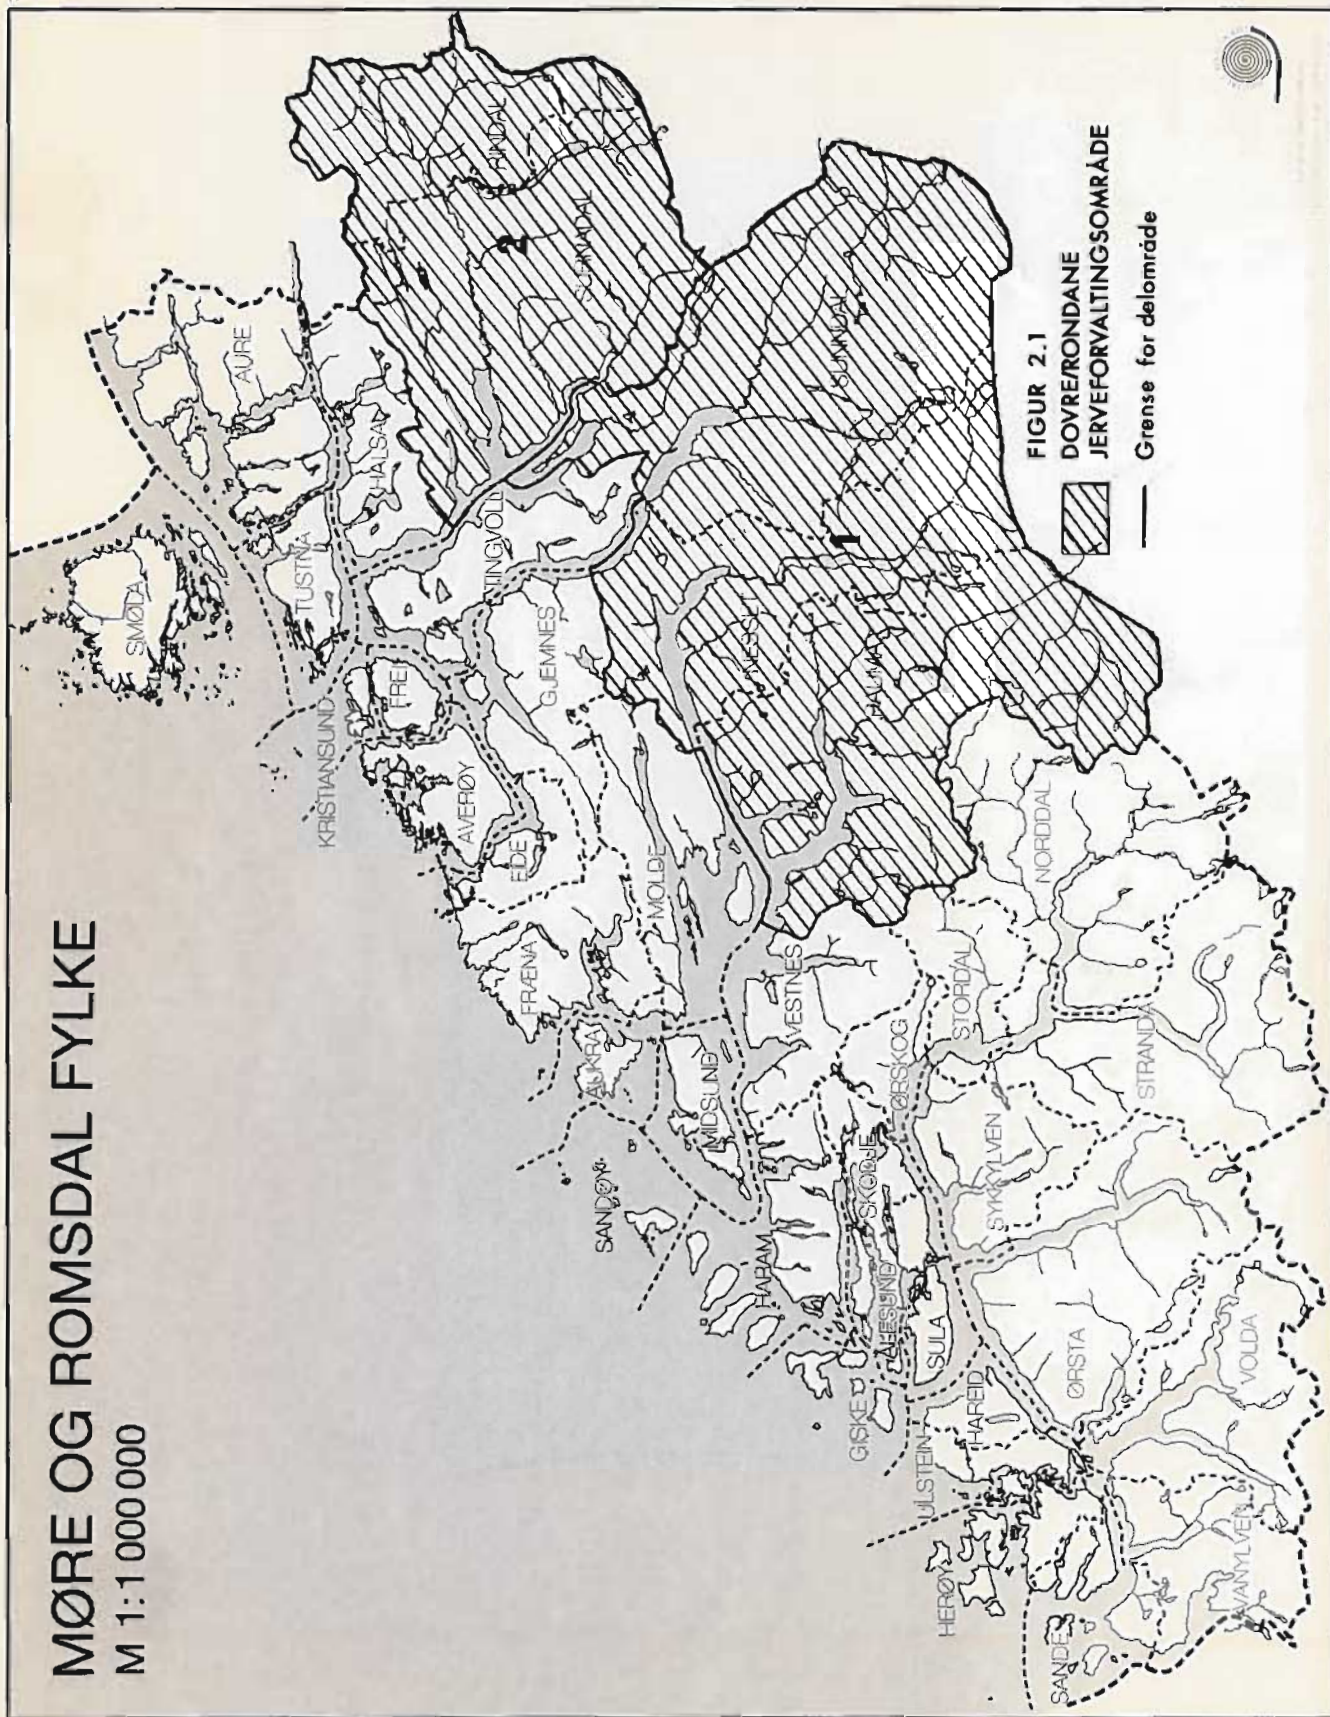 MØRE OG ROMSDAL FYLKE
M 1:1 000 000
SMØLA
AURE
TUSTNA
HALSA
KRISTIANSUND
FREI
RINDAL
2
SURNADAL
AVERØY
TINGVOLL
EIDE
GJEMNES
FRÆNA
SUNNDAL
MOLDE
1
AUKRA
NESSET
MIDSUND
VESTNES
RAUMA
SANDØY
HARAM
ØRSKOG
STORDAL
NORDDAL
SKODJE
GISKE
ÅLESUND
SULA
SYKKYLVEN
STRANDA
ULSTEIN
HAREID
ØRSTA
HERØY
VOLDA
SANDE
VANYLVEN
FIGUR 2.1
DOVRE/RONDANE
JERVEFORVALTINGSOMRÅDE
Grense for delområde